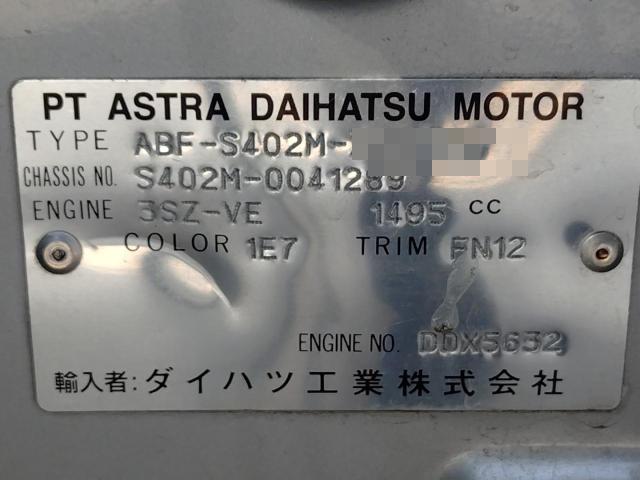 PT ASTRA DAIHATSU MOTOR
TYPE ABF-S402M-
CHASSIS NO. S402M-0041289
ENGINE 3SZ-VE 1495 CC
COLOR 1E7 TRIM FN12
ENGINE NO. DDX5632
輸入者:ダイハツ工業株式会社